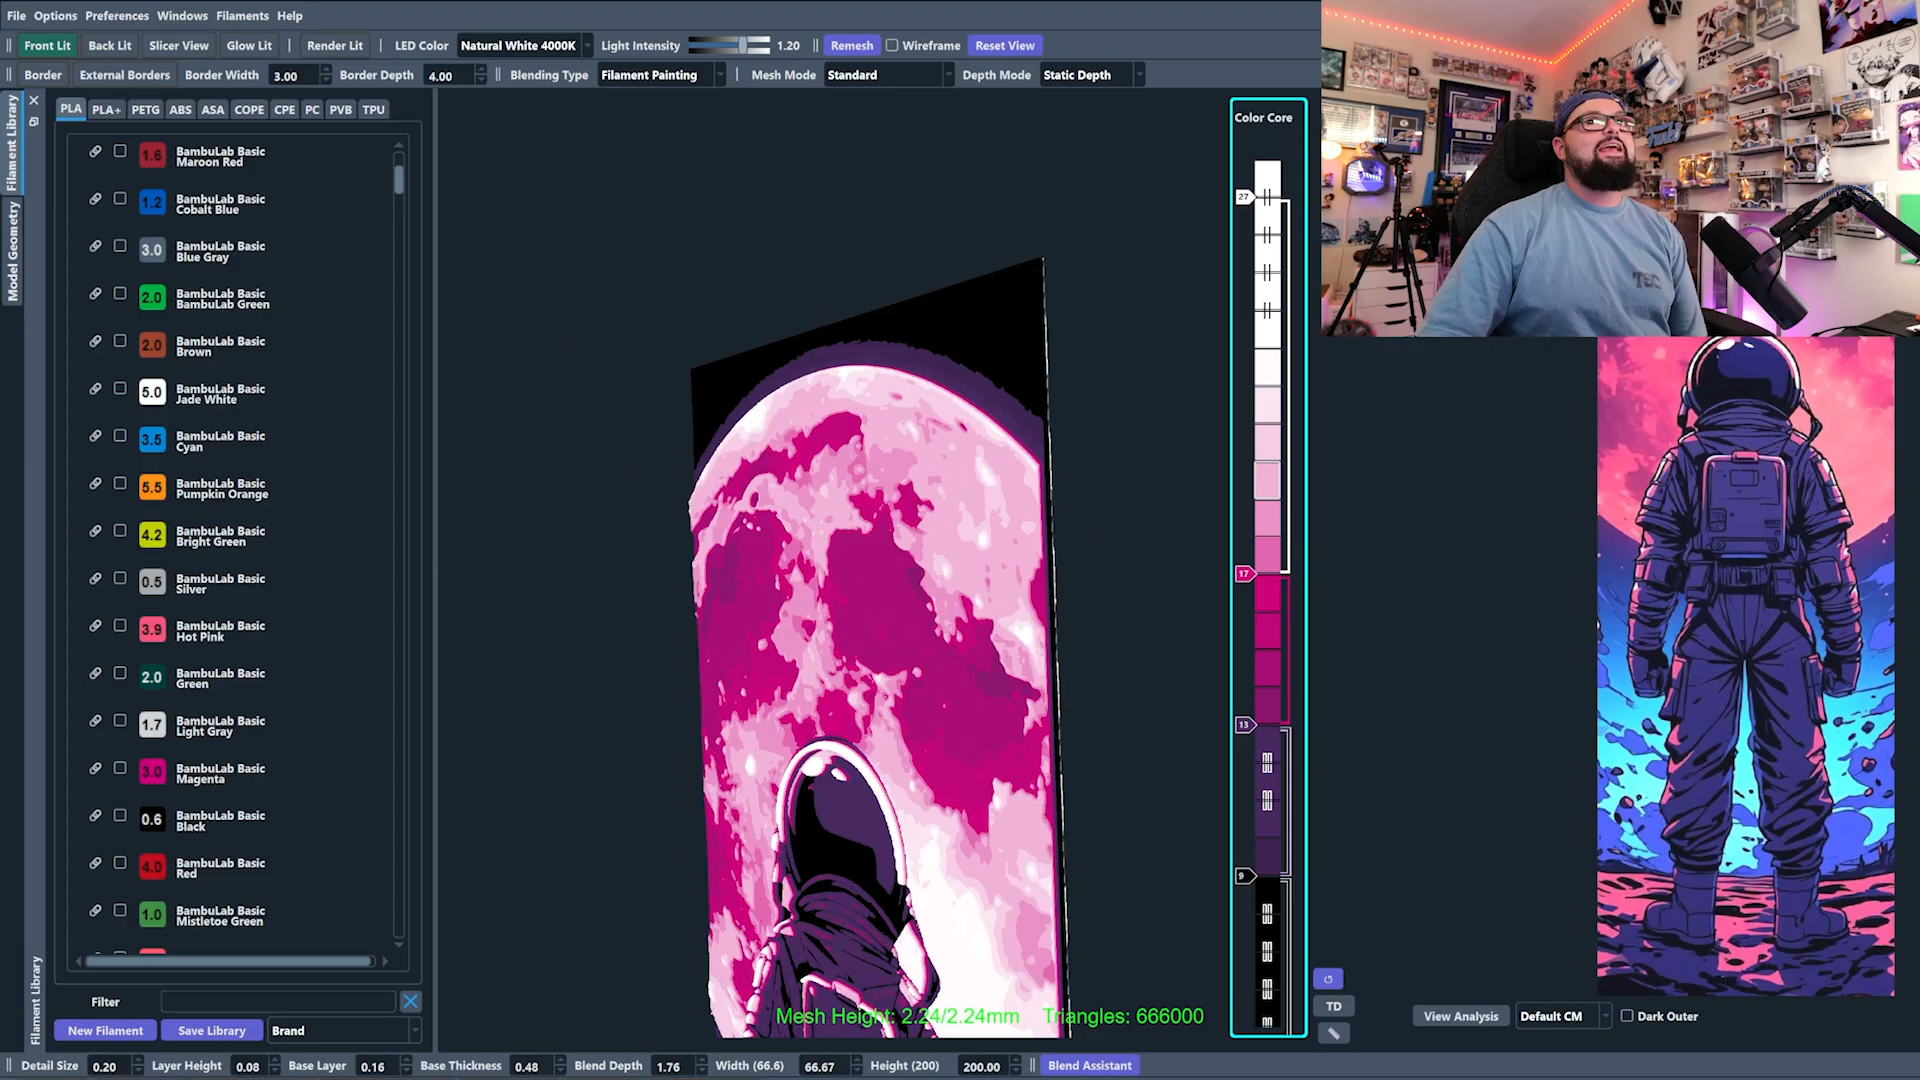 File Options Preferences Windows Filaments Help
Front Lit Back Lit Slicer View Glow Lit Render Lit LED Color Natural White 4000K Light Intensity 1.20 Remesh Wireframe Reset View
Border External Borders Border Width 3.00 Border Depth 4.00 Blending Type Filament Painting Mesh Mode Standard Depth Mode Static Depth
Filament Library
Model Geometry
PLA PLA+ PETG ABS ASA COPE CPE PC PVB TPU
1.6 BambuLab Basic
Maroon Red
1.2 BambuLab Basic
Cobalt Blue
3.0 BambuLab Basic
Blue Gray
2.0 BambuLab Basic
BambuLab Green
2.0 BambuLab Basic
Brown
5.0 BambuLab Basic
Jade White
3.5 BambuLab Basic
Cyan
5.5 BambuLab Basic
Pumpkin Orange
4.2 BambuLab Basic
Bright Green
0.5 BambuLab Basic
Silver
3.9 BambuLab Basic
Hot Pink
2.0 BambuLab Basic
Green
1.7 BambuLab Basic
Light Gray
3.0 BambuLab Basic
Magenta
0.6 BambuLab Basic
Black
4.0 BambuLab Basic
Red
1.0 BambuLab Basic
Mistletoe Green
Filament Library
Filter
New Filament Save Library Brand
Color Core
27
17
13
9
Mesh Height: 2.24/2.24mm Triangles: 666000
TD
View Analysis Default CM Dark Outer
Detail Size 0.20 Layer Height 0.08 Base Layer 0.16 Base Thickness 0.48 Blend Depth 1.76 Width (66.6) 66.67 Height (200) 200.00 Blend Assistant